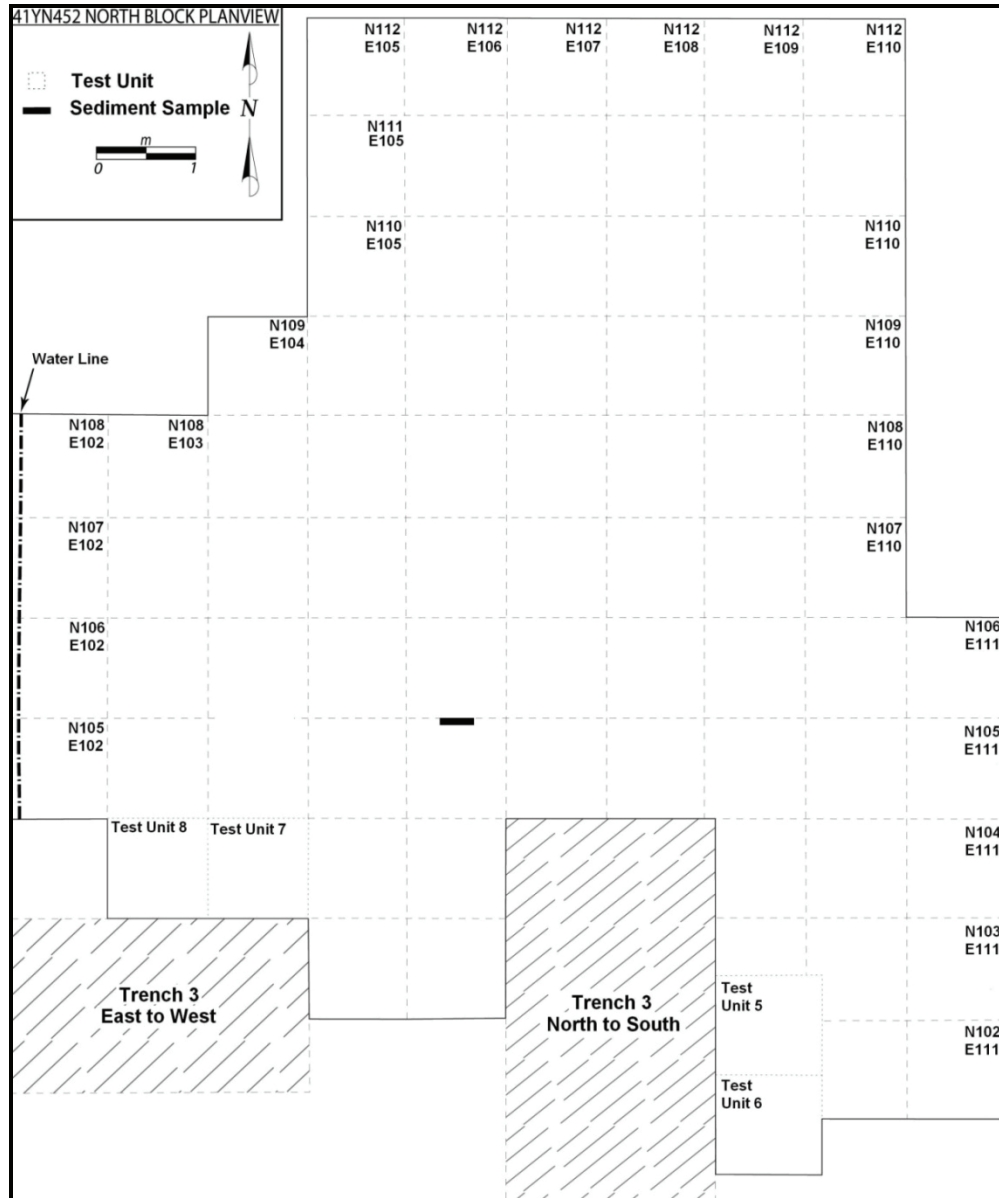 41YN452 NORTH BLOCK PLANVIEW
Test Unit
Sediment Sample
N
m
0 1
N112
E105
N112
E106
N112
E107
N112
E108
N112
E109
N112
E110
N111
E105
N110
E105
N110
E110
N109
E104
N109
E110
Water Line
N108
E102
N108
E103
N108
E110
N107
E102
N107
E110
N106
E102
N106
E111
N105
E102
N105
E111
Test Unit 8
Test Unit 7
N104
E111
N103
E111
Trench 3
East to West
Trench 3
North to South
Test
Unit 5
N102
E111
Test
Unit 6